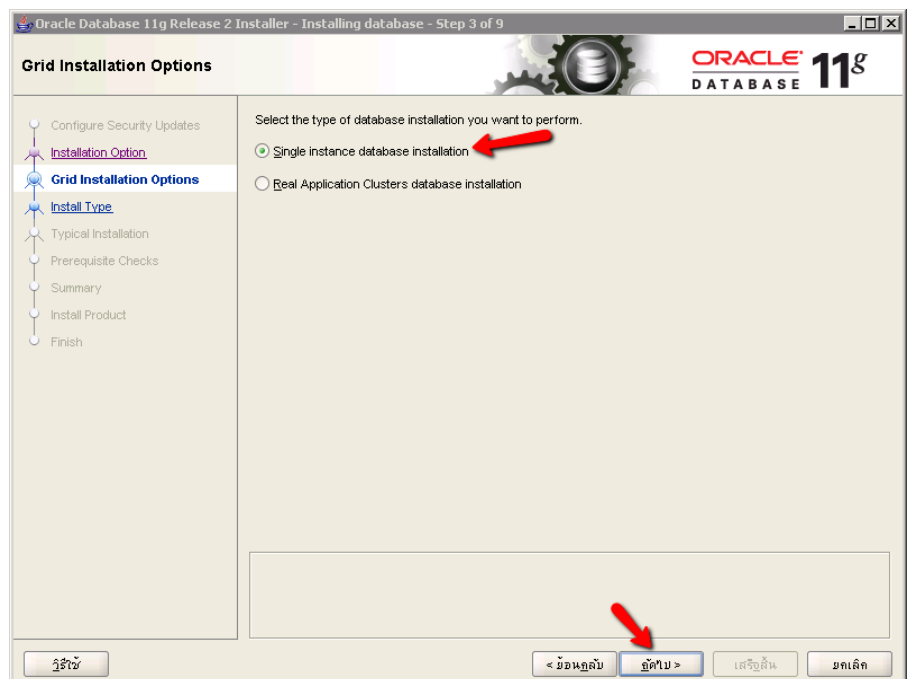 Oracle Database 11g Release 2 Installer - Installing database - Step 3 of 9
Grid Installation Options
ORACLE
DATABASE
11g
Configure Security Updates
Installation Option
Grid Installation Options
Install Type
Typical Installation
Prerequisite Checks
Summary
Install Product
Finish
Select the type of database installation you want to perform.
Single instance database installation
Real Application Clusters database installation
วิธีใช้
< ย้อนกลับ
ถัดไป >
เสร็จสิ้น
ยกเลิก